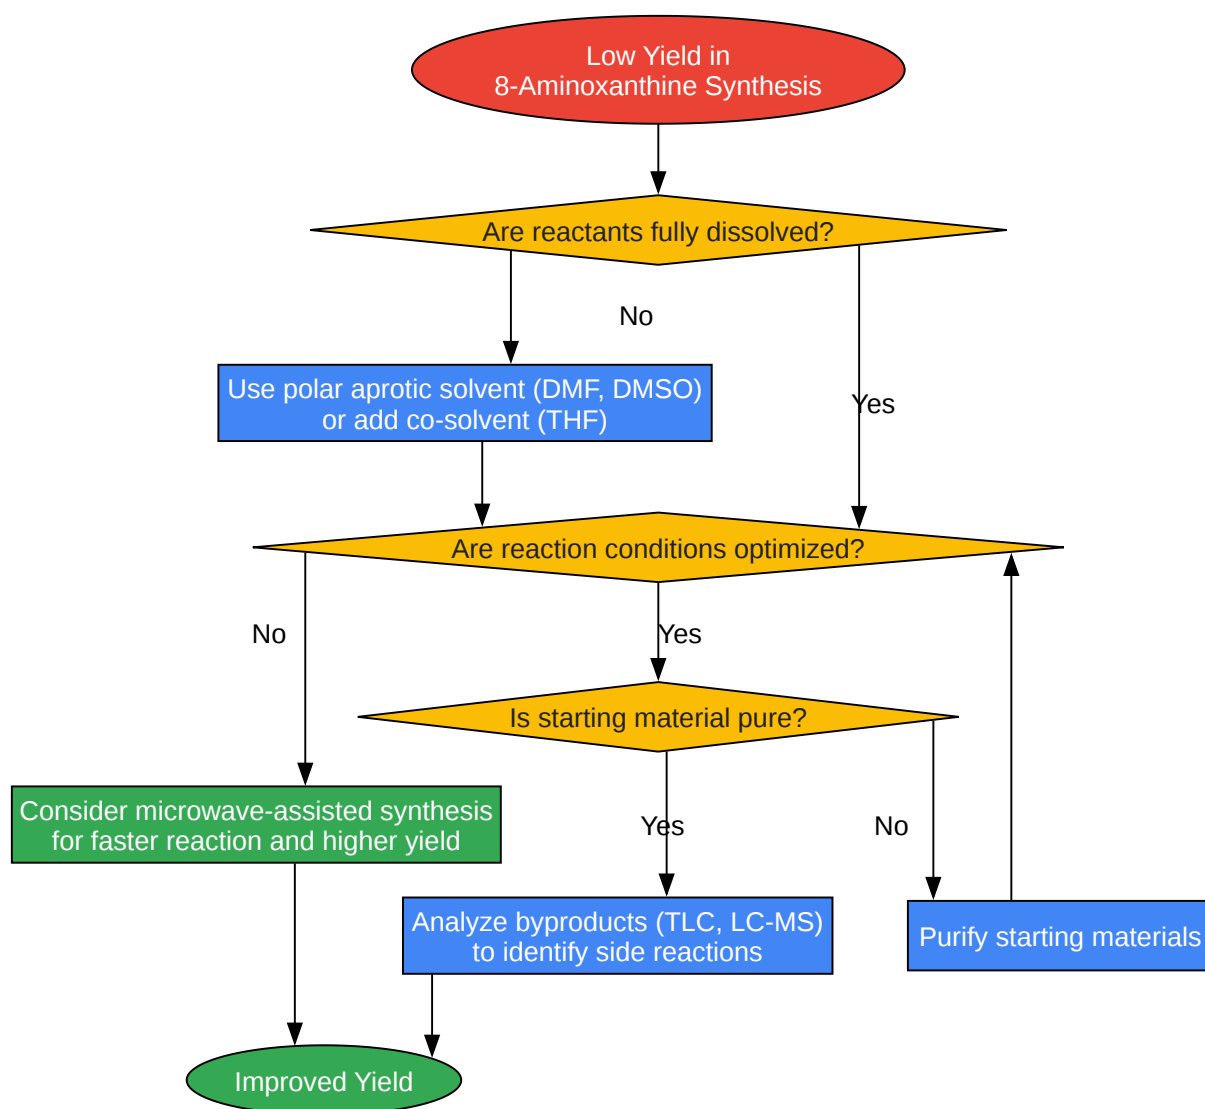 Low Yield in
8-Aminoxanthine Synthesis
Are reactants fully dissolved?
No
Use polar aprotic solvent (DMF, DMSO)
or add co-solvent (THF)
Yes
Are reaction conditions optimized?
No
Yes
Is starting material pure?
Consider microwave-assisted synthesis
for faster reaction and higher yield
Yes
No
Analyze byproducts (TLC, LC-MS)
to identify side reactions
Purify starting materials
Improved Yield